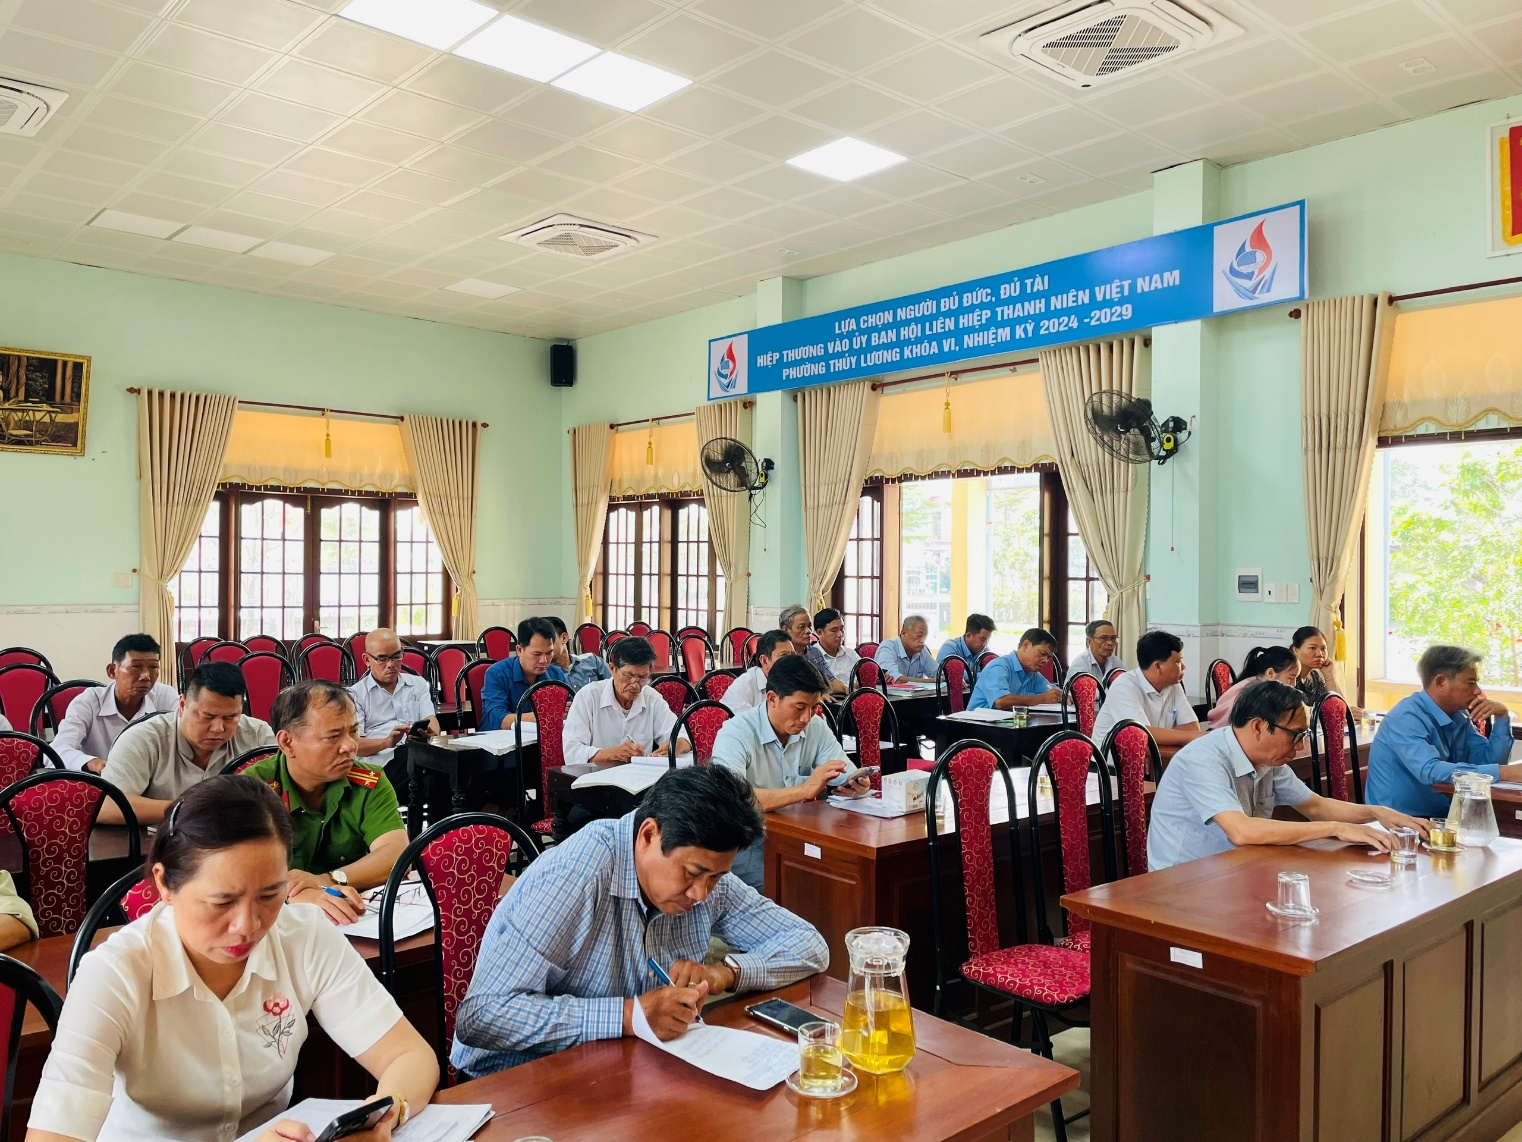 LỰA CHỌN NGƯỜI ĐỦ ĐỨC, ĐỦ TÀI
HIỆP THƯƠNG VÀO ỦY BAN HỘI LIÊN HIỆP THANH NIÊN VIỆT NAM
PHƯỜNG THỦY LƯƠNG KHÓA VI, NHIỆM KỲ 2024 -2029